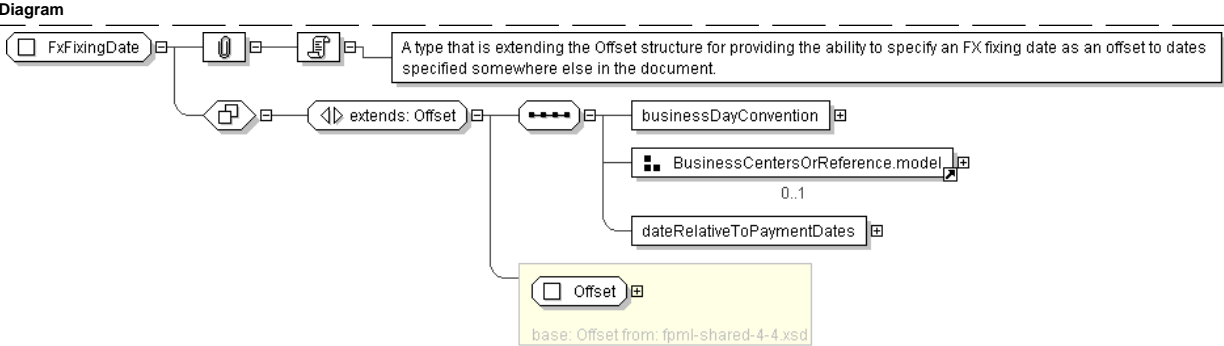 Diagram
FxFixingDate
A type that is extending the Offset structure for providing the ability to specify an FX fixing date as an offset to dates
specified somewhere else in the document.
extends: Offset
businessDayConvention
BusinessCentersOrReference.model
0..1
dateRelativeToPaymentDates
Offset
base: Offset from: fpml-shared-4-4.xsd